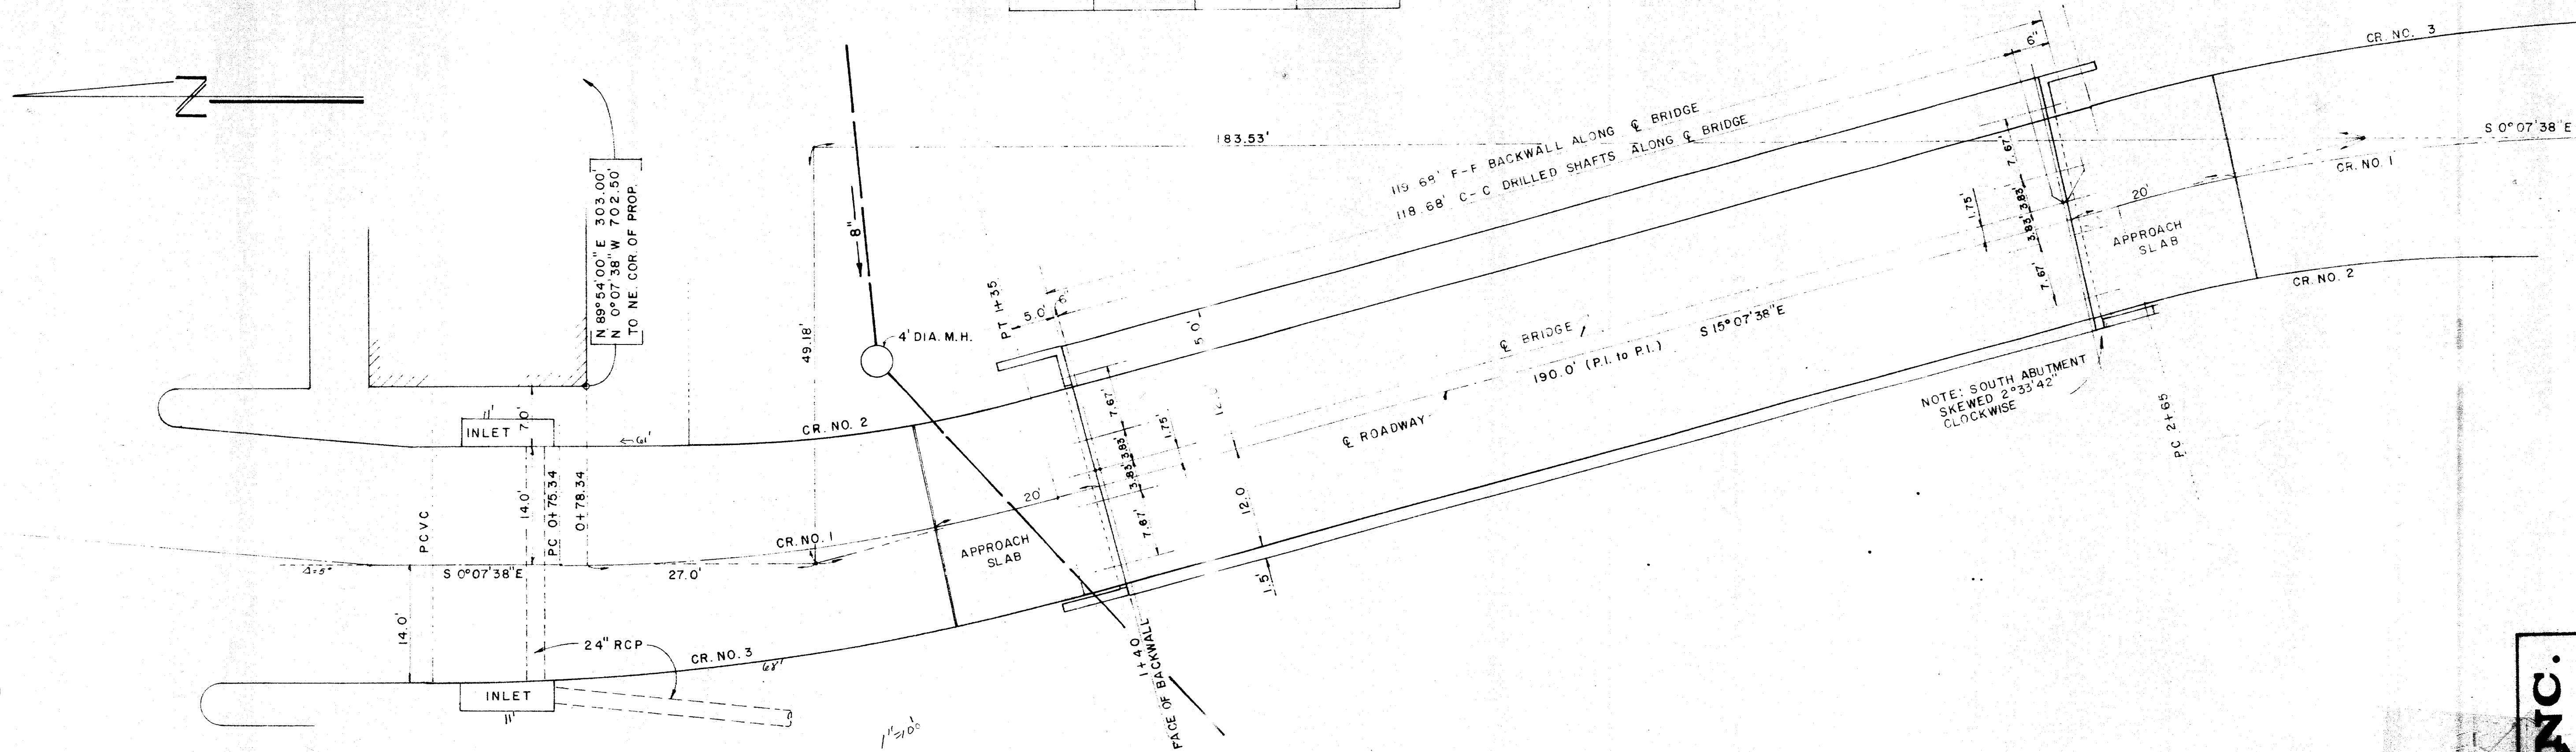 N
N 89°54'00"E 303.00'
N 0°07'38"W 702.50'
TO NE. COR. OF PROP.
8"
4' DIA. M.H.
49.18'
183.53'
119.68' F-F BACKWALL ALONG ℄ BRIDGE
118.68' C-C DRILLED SHAFTS ALONG ℄ BRIDGE
6"
CR. NO. 3
S 0°07'38"E
CR. NO. 1
20'
APPROACH
SLAB
CR. NO. 2
7.67'
3.83'
3.83'
7.67'
1.75'
PT 1+35
5.0'
6"
5.0'
℄ BRIDGE
190.0' (P.I. to P.I.)
S 15°07'38"E
℄ ROADWAY
NOTE: SOUTH ABUTMENT
SKEWED 2°33'42"
CLOCKWISE
PC 2+65
11'
INLET
7.0'
61'
CR. NO. 2
7.67'
3.83'
3.83'
7.67'
1.75'
12.0
1.5'
PCVC
14.0'
PC 0+75.34
0+78.34
Δ=5°
S 0°07'38"E
27.0'
CR. NO. 1
20'
APPROACH
SLAB
14.0'
24" RCP
CR. NO. 3
68'
INLET
11'
1+40
FACE OF BACKWALL
1"=10'
NC.